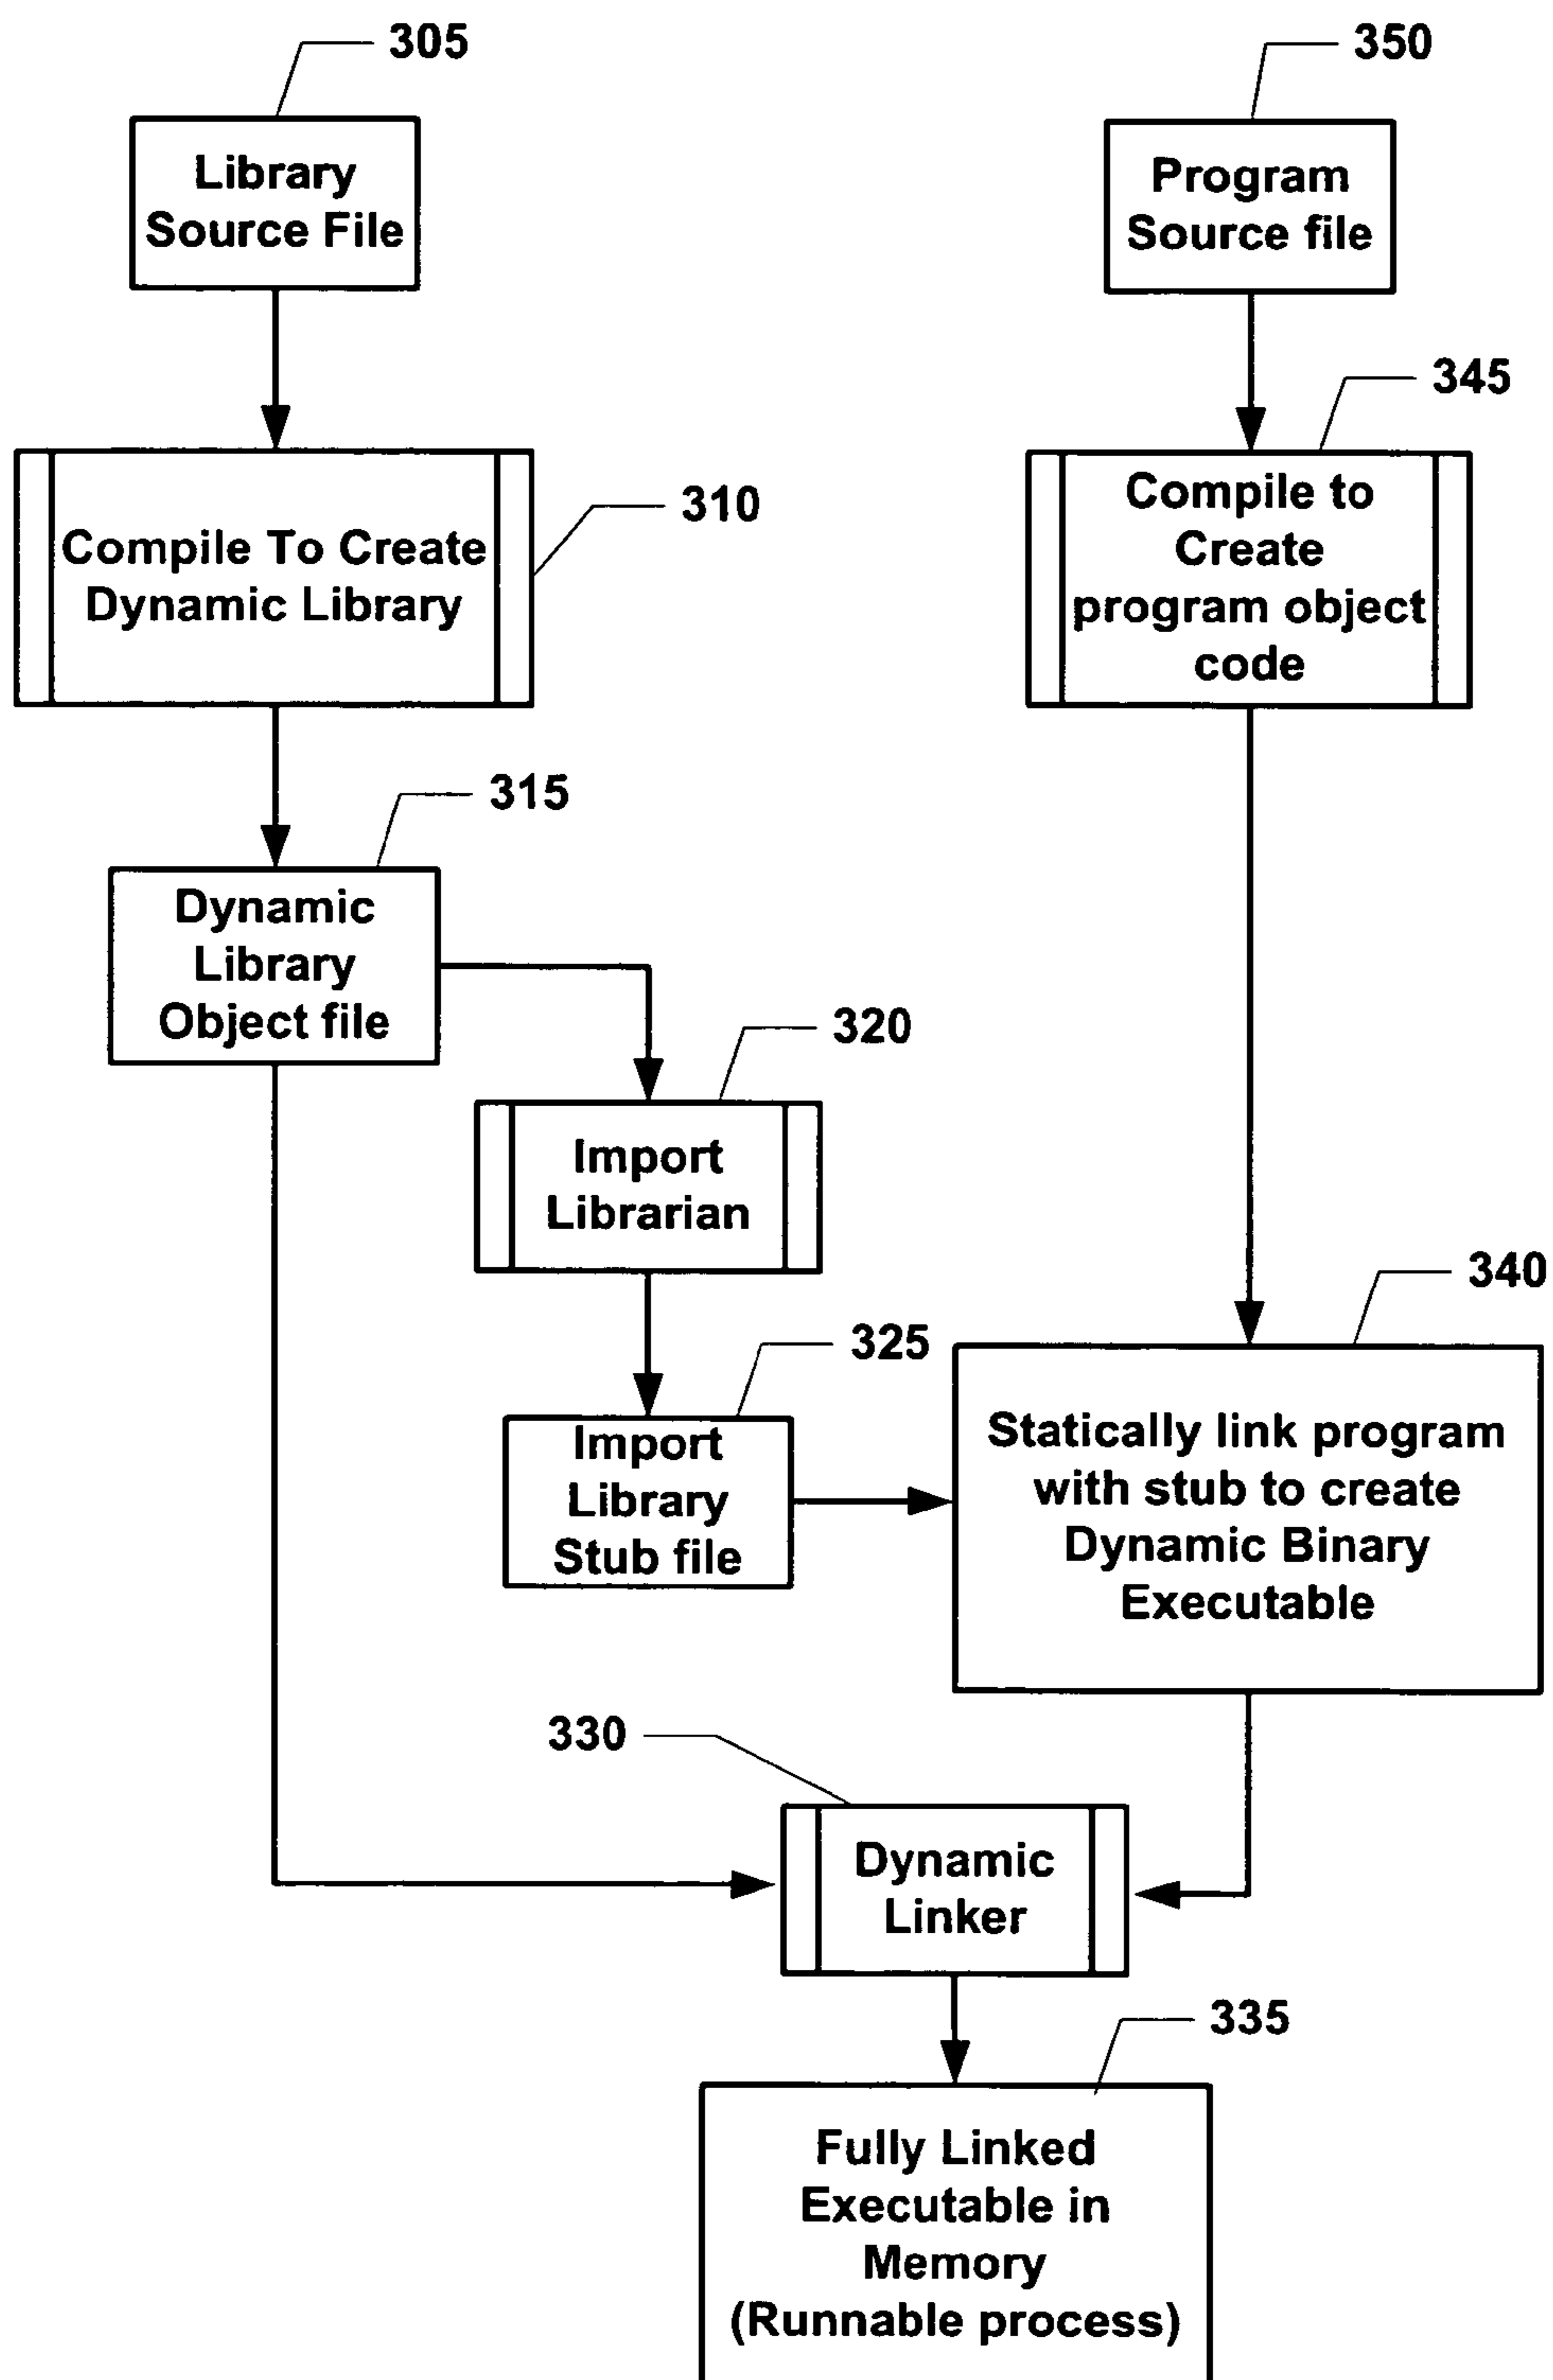 305
350
Library
Source File
Program
Source file
345
310
Compile To Create
Dynamic Library
Compile to
Create
program object
code
315
Dynamic
Library
Object file
320
Import
Librarian
340
325
Import
Library
Stub file
Statically link program
with stub to create
Dynamic Binary
Executable
330
Dynamic
Linker
335
Fully Linked
Executable in
Memory
(Runnable process)